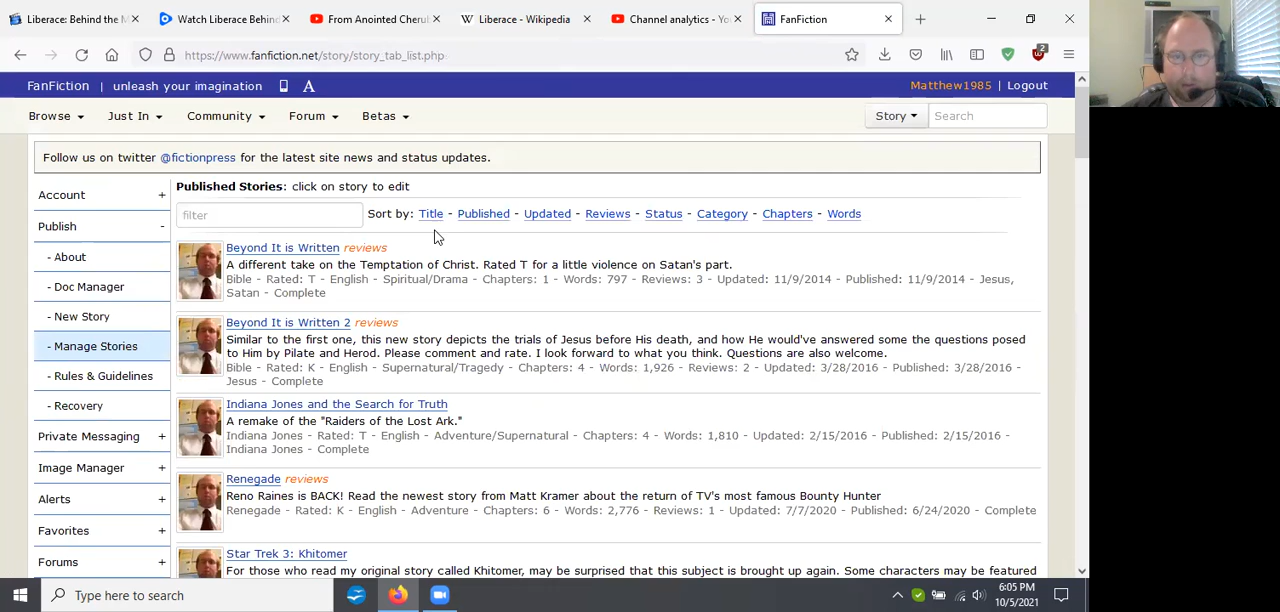 Liberace: Behind the M
Watch Liberace Behind
From Anointed Cherub
Liberace - Wikipedia
Channel analytics - Yo
FanFiction
https://www.fanfiction.net/story/story_tab_list.php
2
FanFiction | unleash your imagination A
Matthew1985 | Logout
Browse Just In Community Forum Betas
Story Search
Follow us on twitter @fictionpress for the latest site news and status updates.
Account +
Publish -
- About
- Doc Manager
- New Story
- Manage Stories
- Rules & Guidelines
- Recovery
Private Messaging +
Image Manager +
Alerts +
Favorites +
Forums +
Published Stories: click on story to edit
filter
Sort by: Title - Published - Updated - Reviews - Status - Category - Chapters - Words
Beyond It is Written reviews
A different take on the Temptation of Christ. Rated T for a little violence on Satan's part.
Bible - Rated: T - English - Spiritual/Drama - Chapters: 1 - Words: 797 - Reviews: 3 - Updated: 11/9/2014 - Published: 11/9/2014 - Jesus,
Satan - Complete
Beyond It is Written 2 reviews
Similar to the first one, this new story depicts the trials of Jesus before His death, and how He would've answered some the questions posed
to Him by Pilate and Herod. Please comment and rate. I look forward to what you think. Questions are also welcome.
Bible - Rated: K - English - Supernatural/Tragedy - Chapters: 4 - Words: 1,926 - Reviews: 2 - Updated: 3/28/2016 - Published: 3/28/2016 -
Jesus - Complete
Indiana Jones and the Search for Truth
A remake of the "Raiders of the Lost Ark."
Indiana Jones - Rated: T - English - Adventure/Supernatural - Chapters: 4 - Words: 1,810 - Updated: 2/15/2016 - Published: 2/15/2016 -
Indiana Jones - Complete
Renegade reviews
Reno Raines is BACK! Read the newest story from Matt Kramer about the return of TV's most famous Bounty Hunter
Renegade - Rated: K - English - Adventure - Chapters: 6 - Words: 2,776 - Reviews: 1 - Updated: 7/7/2020 - Published: 6/24/2020 - Complete
Star Trek 3: Khitomer
For those who read my original story called Khitomer, may be surprised that this subject is brought up again. Some characters may be featured
Type here to search
6:05 PM
10/5/2021